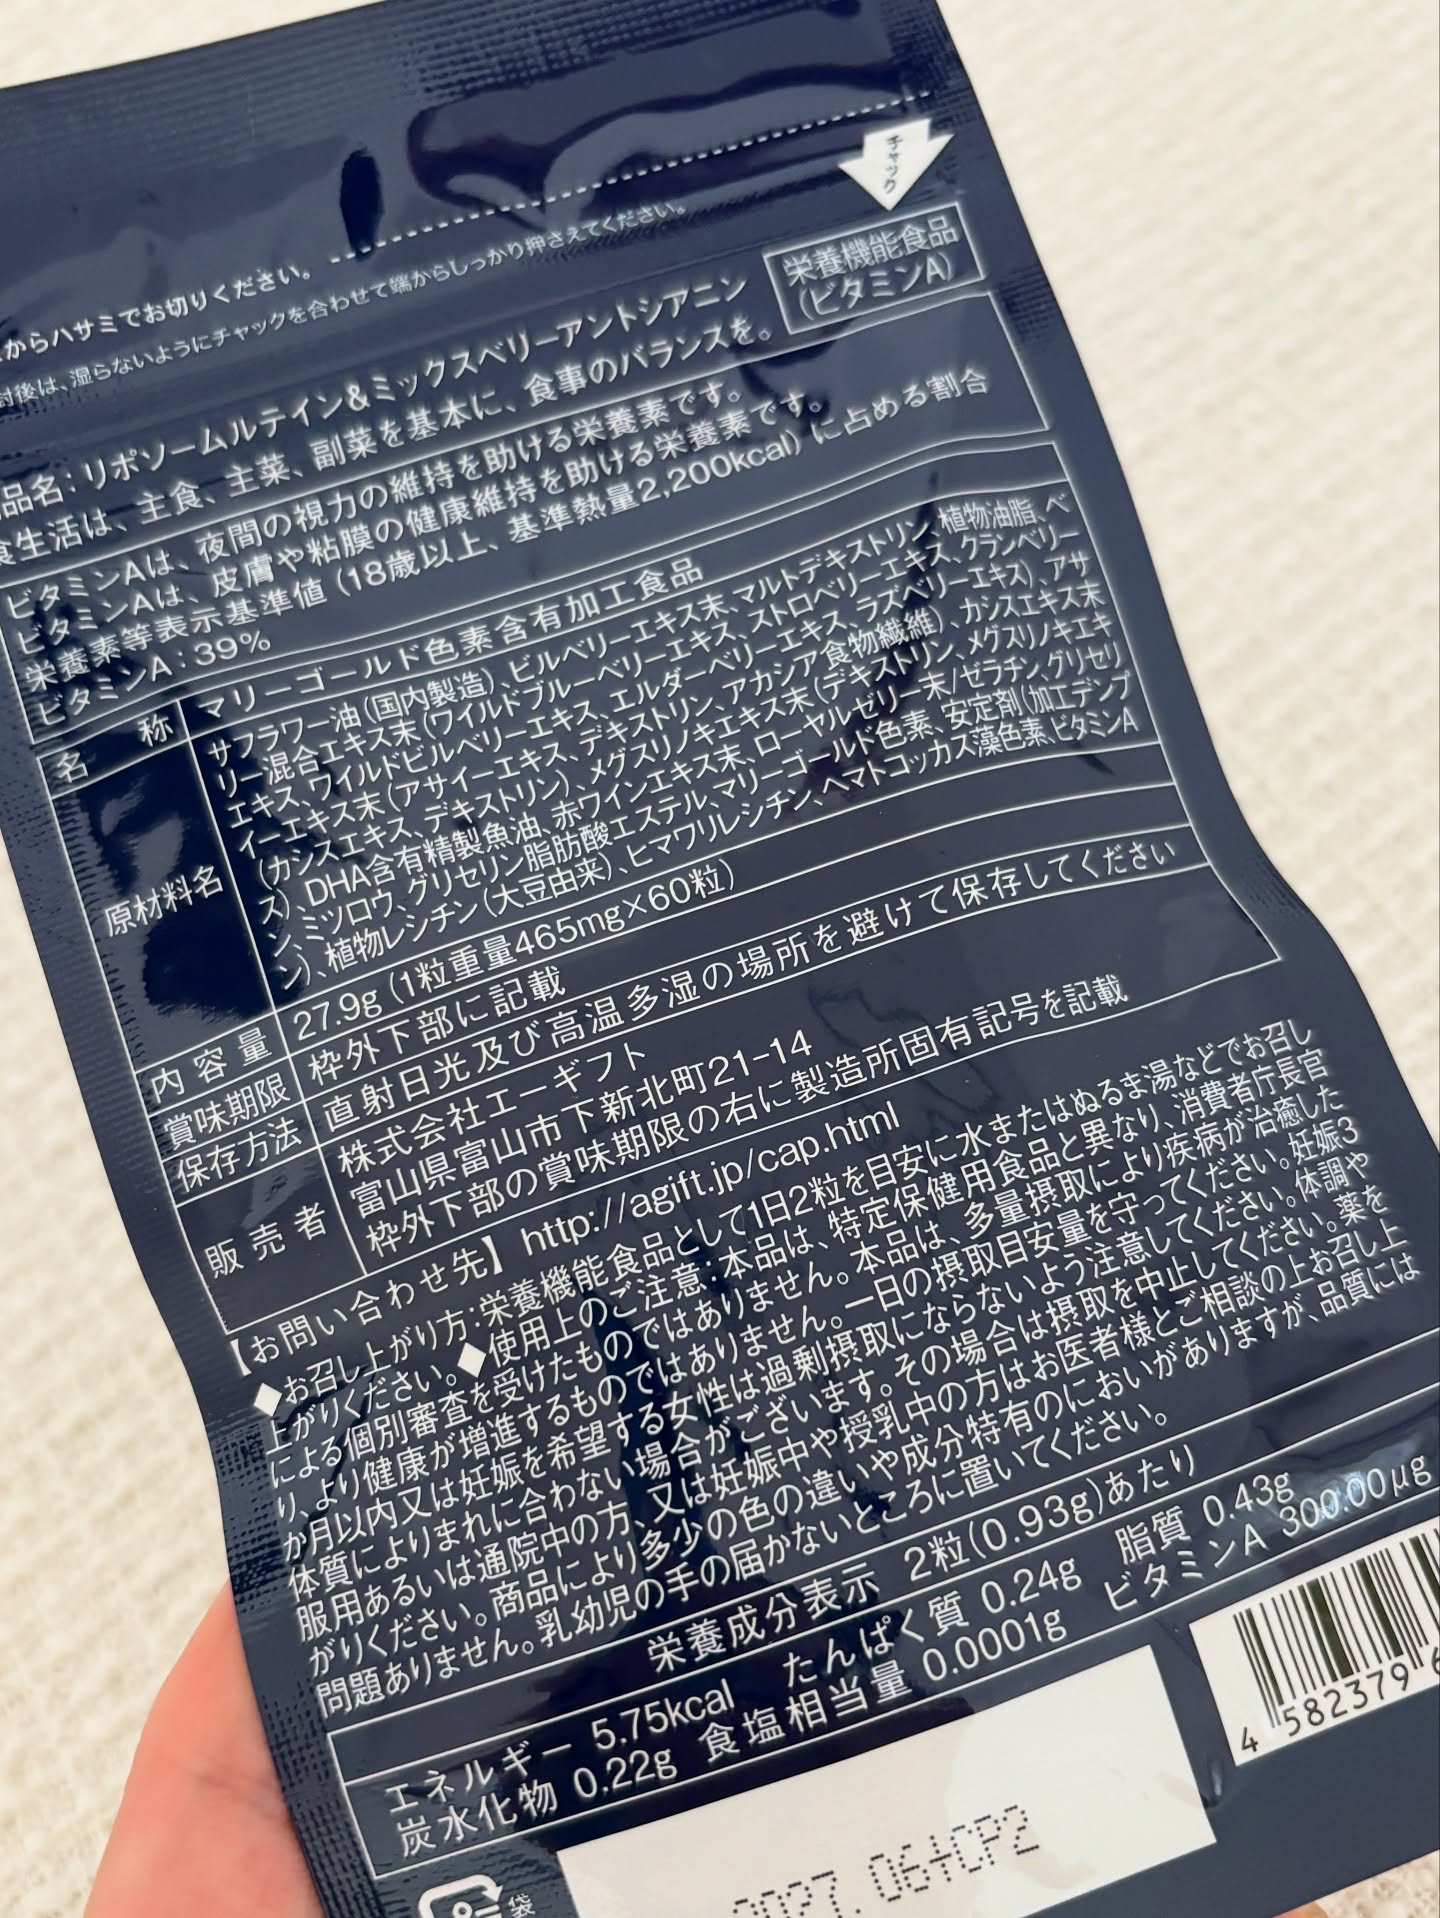 からハサミでお切りください。
封後は、湿らないようにチャックを合わせて端からしっかり押さえてください。
チャック
品名：リポソームルテイン&ミックスベリーアントシアニン
栄養機能食品
(ビタミンA)
食生活は、主食、主菜、副菜を基本に、食事のバランスを。
ビタミンAは、夜間の視力の維持を助ける栄養素です。
ビタミンAは、皮膚や粘膜の健康維持を助ける栄養素です。
栄養素等表示基準値（18歳以上、基準熱量2,200kcal）に占める割合
ビタミンA：39%
名称 マリーゴールド色素含有加工食品
原材料名
サフラワー油（国内製造）、ビルベリーエキス末、マルトデキストリン、植物油脂、ベ
リー混合エキス末（ワイルドブルーベリーエキス、ストロベリーエキス、クランベリー
エキス、ワイルドビルベリーエキス、エルダーベリーエキス、ラズベリーエキス）、アサ
イーエキス末（アサイーエキス、デキストリン、アカシア食物繊維）、カシスエキス末
（カシスエキス、デキストリン）、メグスリノキエキス末（デキストリン、メグスリノキエキ
ス）、DHA含有精製魚油、赤ワインエキス末、ローヤルゼリー末/ゼラチン、グリセリ
ン、ミツロウ、グリセリン脂肪酸エステル、マリーゴールド色素、安定剤（加工デンプ
ン）、植物レシチン（大豆由来）、ヒマワリレシチン、ヘマトコッカス藻色素、ビタミンA
内容量 27.9g（1粒重量465mg×60粒）
賞味期限 枠外下部に記載
保存方法 直射日光及び高温多湿の場所を避けて保存してください
販売者 株式会社エーギフト
富山県富山市下新北町21-14
枠外下部の賞味期限の右に製造所固有記号を記載
【お問い合わせ先】http://agift.jp/cap.html
◆お召し上がり方：栄養機能食品として1日2粒を目安に水またはぬるま湯などでお召し
上がりください。◆使用上のご注意：本品は、特定保健用食品と異なり、消費者庁長官
による個別審査を受けたものではありません。本品は、多量摂取により疾病が治癒した
り、より健康が増進するものではありません。一日の摂取目安量を守ってください。妊娠3
か月以内又は妊娠を希望する女性は過剰摂取にならないよう注意してください。体調や
体質によりまれに合わない場合がございます。その場合は摂取を中止してください。薬を
服用あるいは通院中の方、又は妊娠中や授乳中の方はお医者様とご相談の上お召し上
がりください。商品により多少の色の違いや成分特有のにおいがありますが、品質には
問題ありません。乳幼児の手の届かないところに置いてください。
栄養成分表示 2粒(0.93g)あたり
エネルギー 5.75kcal たんぱく質 0.24g 脂質 0.43g
炭水化物 0.22g 食塩相当量 0.0001g ビタミンA 300.00μg
4 582379 6
2027.06+CP2
袋